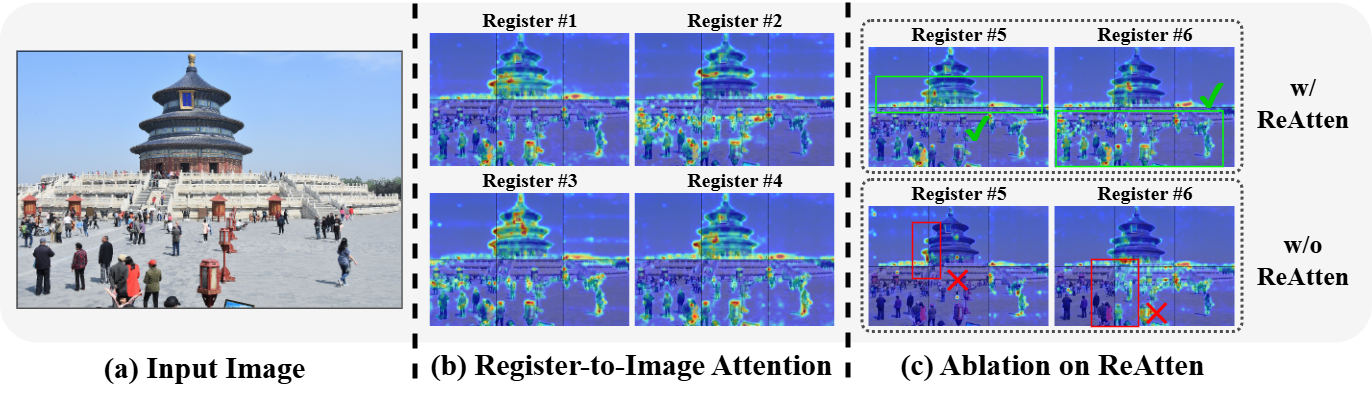 Register #1
Register #2
Register #3
Register #4
Register #5
Register #6
w/
ReAtten
Register #5
Register #6
w/o
ReAtten
(a) Input Image
(b) Register-to-Image Attention
(c) Ablation on ReAtten